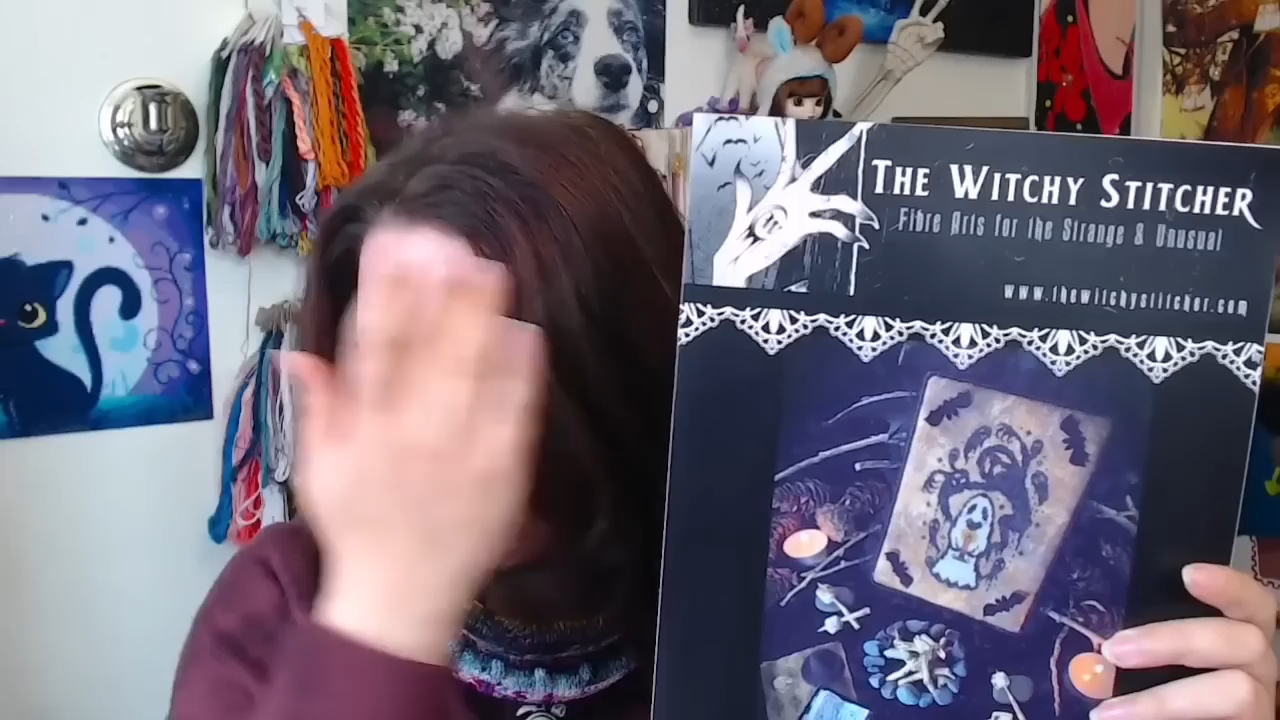 THE WITCHY STITCHER
Fibre Arts for the Strange & Unusual
www.thewitchystitcher.com